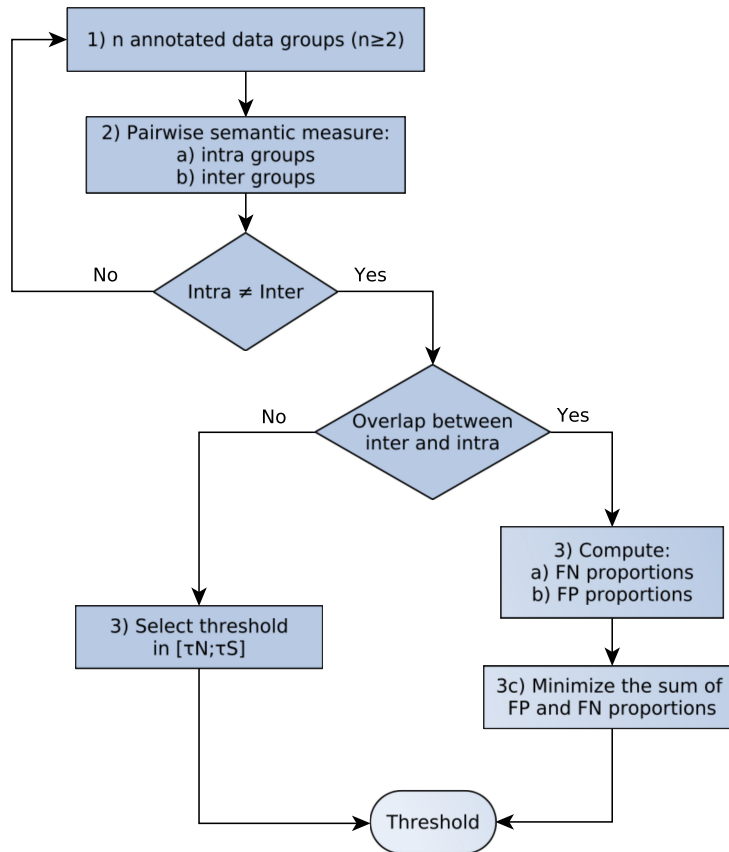 1) n annotated data groups (n≥2)
2) Pairwise semantic measure:
a) intra groups
b) inter groups
No
Intra ≠ Inter
Yes
No
Overlap between
inter and intra
Yes
3) Compute:
a) FN proportions
b) FP proportions
3) Select threshold
in [τN;τS]
3c) Minimize the sum of
FP and FN proportions
Threshold